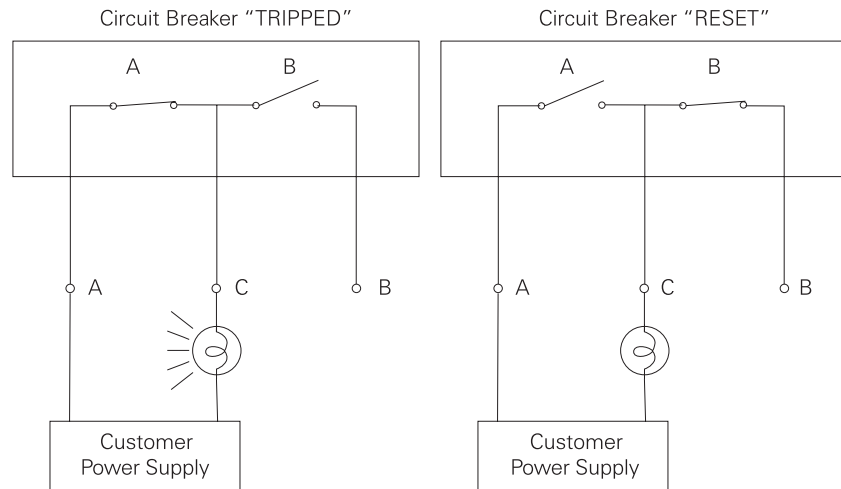 Circuit Breaker “TRIPPED”
A B
A C B
Customer
Power Supply
Circuit Breaker “RESET”
A B
A C B
Customer
Power Supply